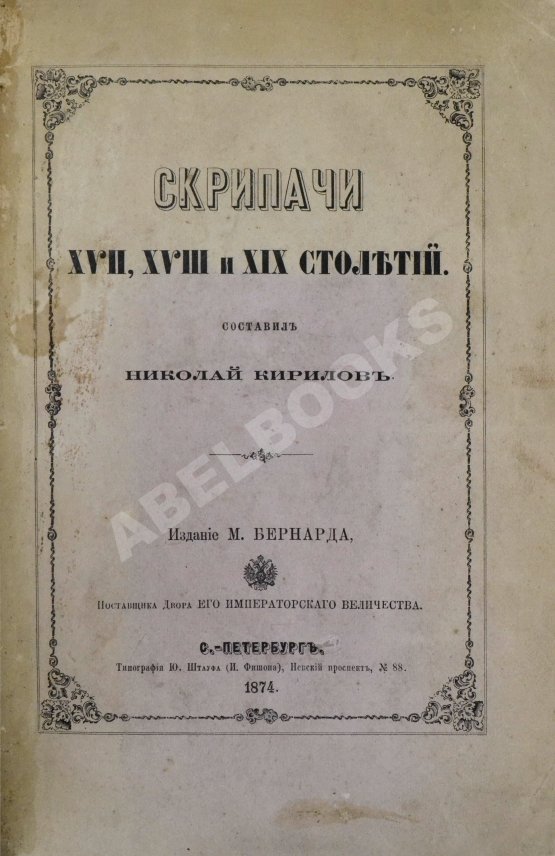 СКРИПАЧИ
XVII, XVIII и XIX СТОЛѢТІЙ.
СОСТАВИЛЪ
НИКОЛАЙ КИРИЛОВЪ.
Изданіе М. БЕРНАРДА,
Поставщика Двора ЕГО ИМПЕРАТОРСКАГО ВЕЛИЧЕСТВА.
С.-ПЕТЕРБУРГЪ.
Типографія Ю. Штауфа (И. Фишона), Невскій проспектъ, № 88.
1874.
ABELBOOKS